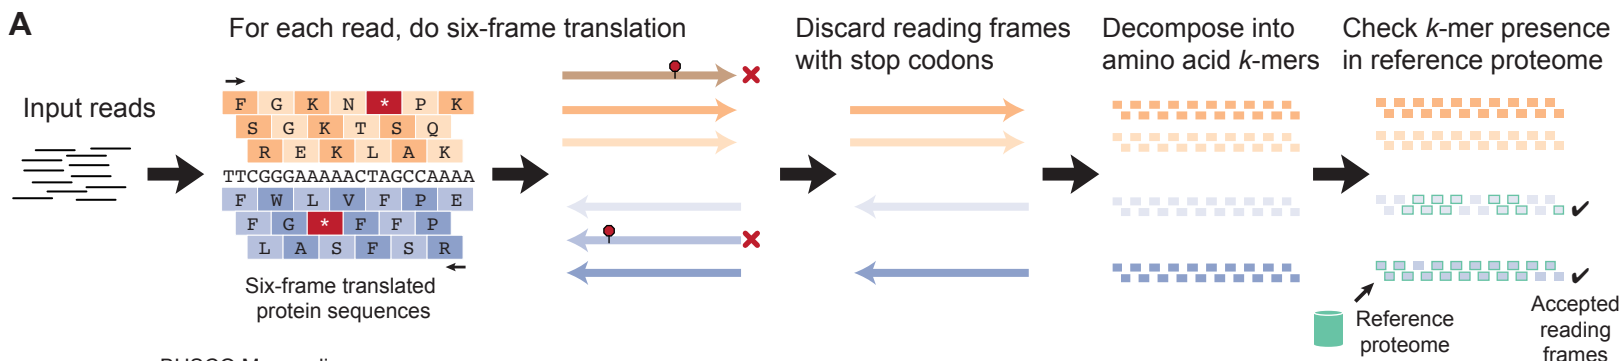 A
For each read, do six-frame translation
Discard reading frames
with stop codons
Decompose into
amino acid k-mers
Check k-mer presence
in reference proteome
Input reads
F G K N * P K
S G K T S Q
R E K L A K
TTCGGGAAAAACTAGCCAAAA
F W L V F P E
F G * F F P
L A S F S R
Six-frame translated
protein sequences
Reference
proteome
Accepted
reading
frames